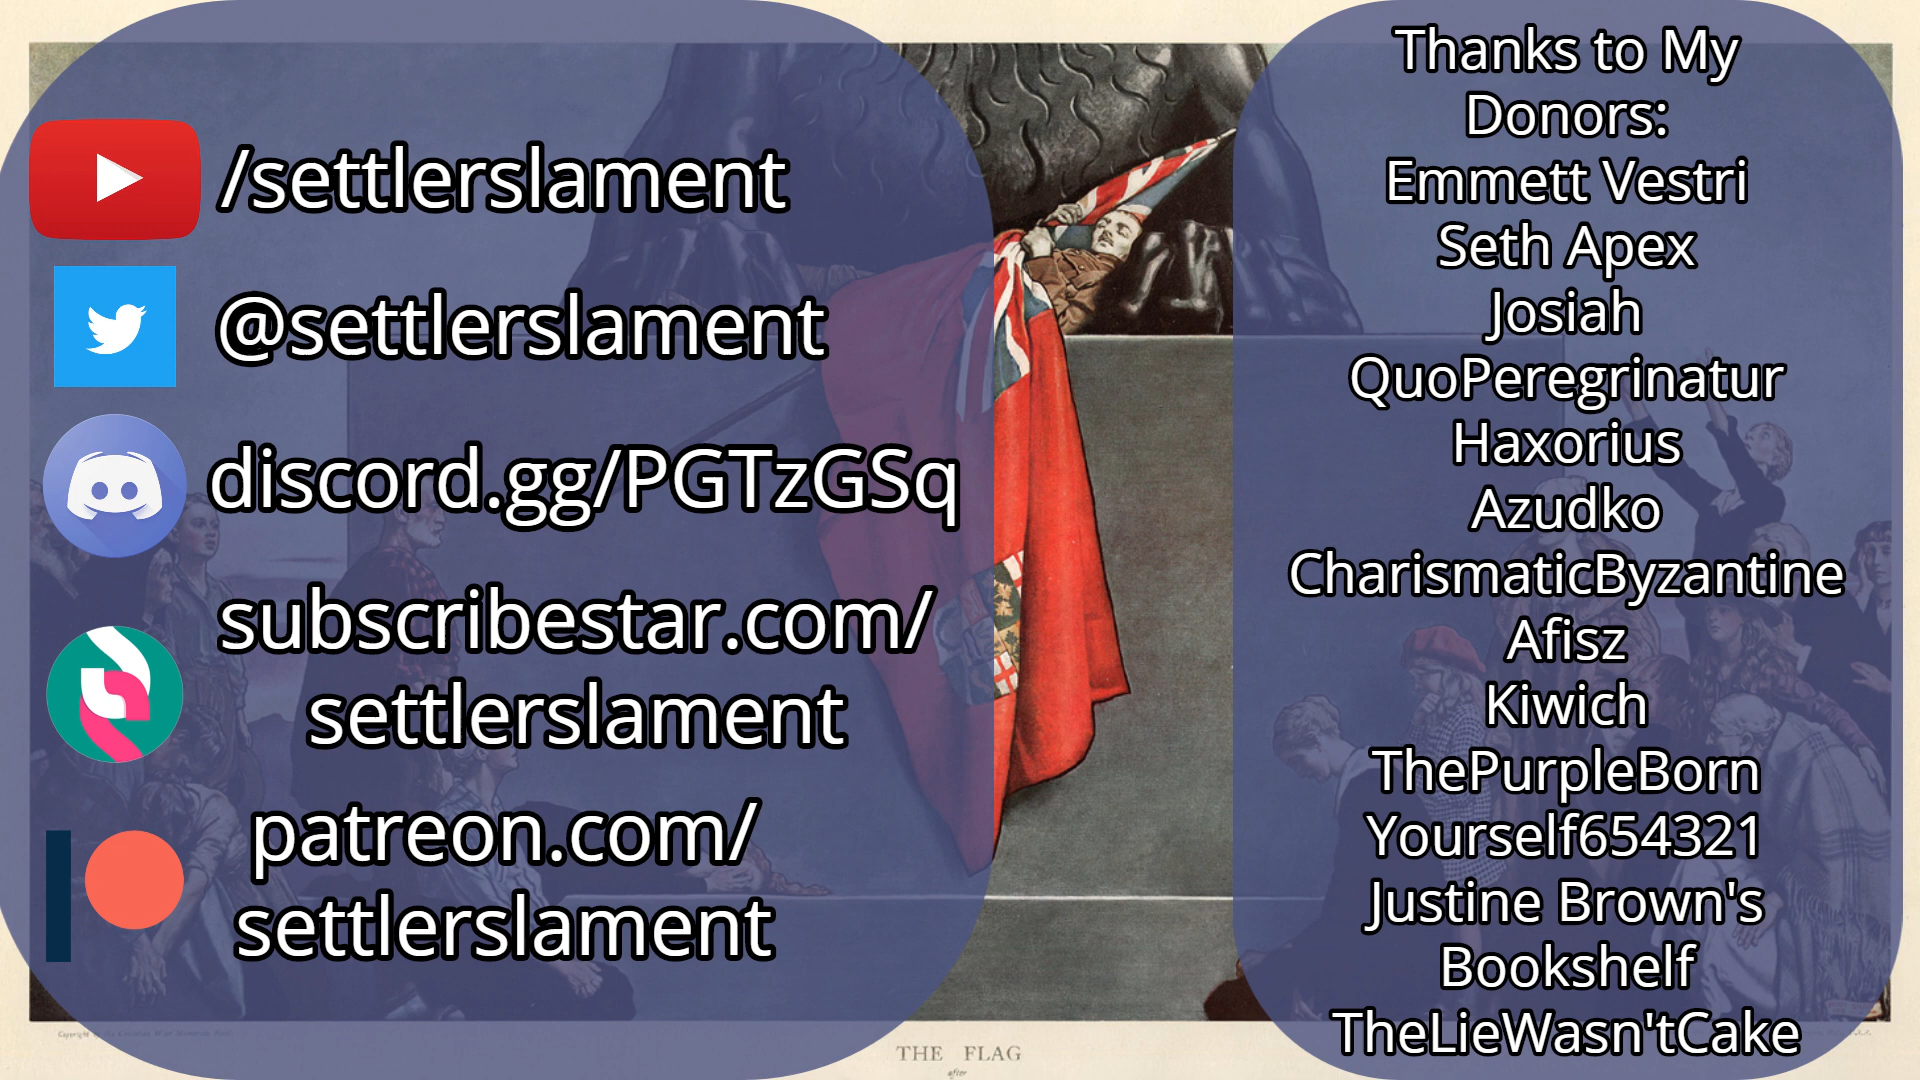 /settlerslament
@settlerslament
discord.gg/PGTzGSq
subscribestar.com/
settlerslament
patreon.com/
settlerslament
Thanks to My
Donors:
Emmett Vestri
Seth Apex
Josiah
QuoPeregrinatur
Haxorius
Azudko
CharismaticByzantine
Afisz
Kiwich
ThePurpleBorn
Yourself654321
Justine Brown's
Bookshelf
TheLieWasn'tCake
THE FLAG
after